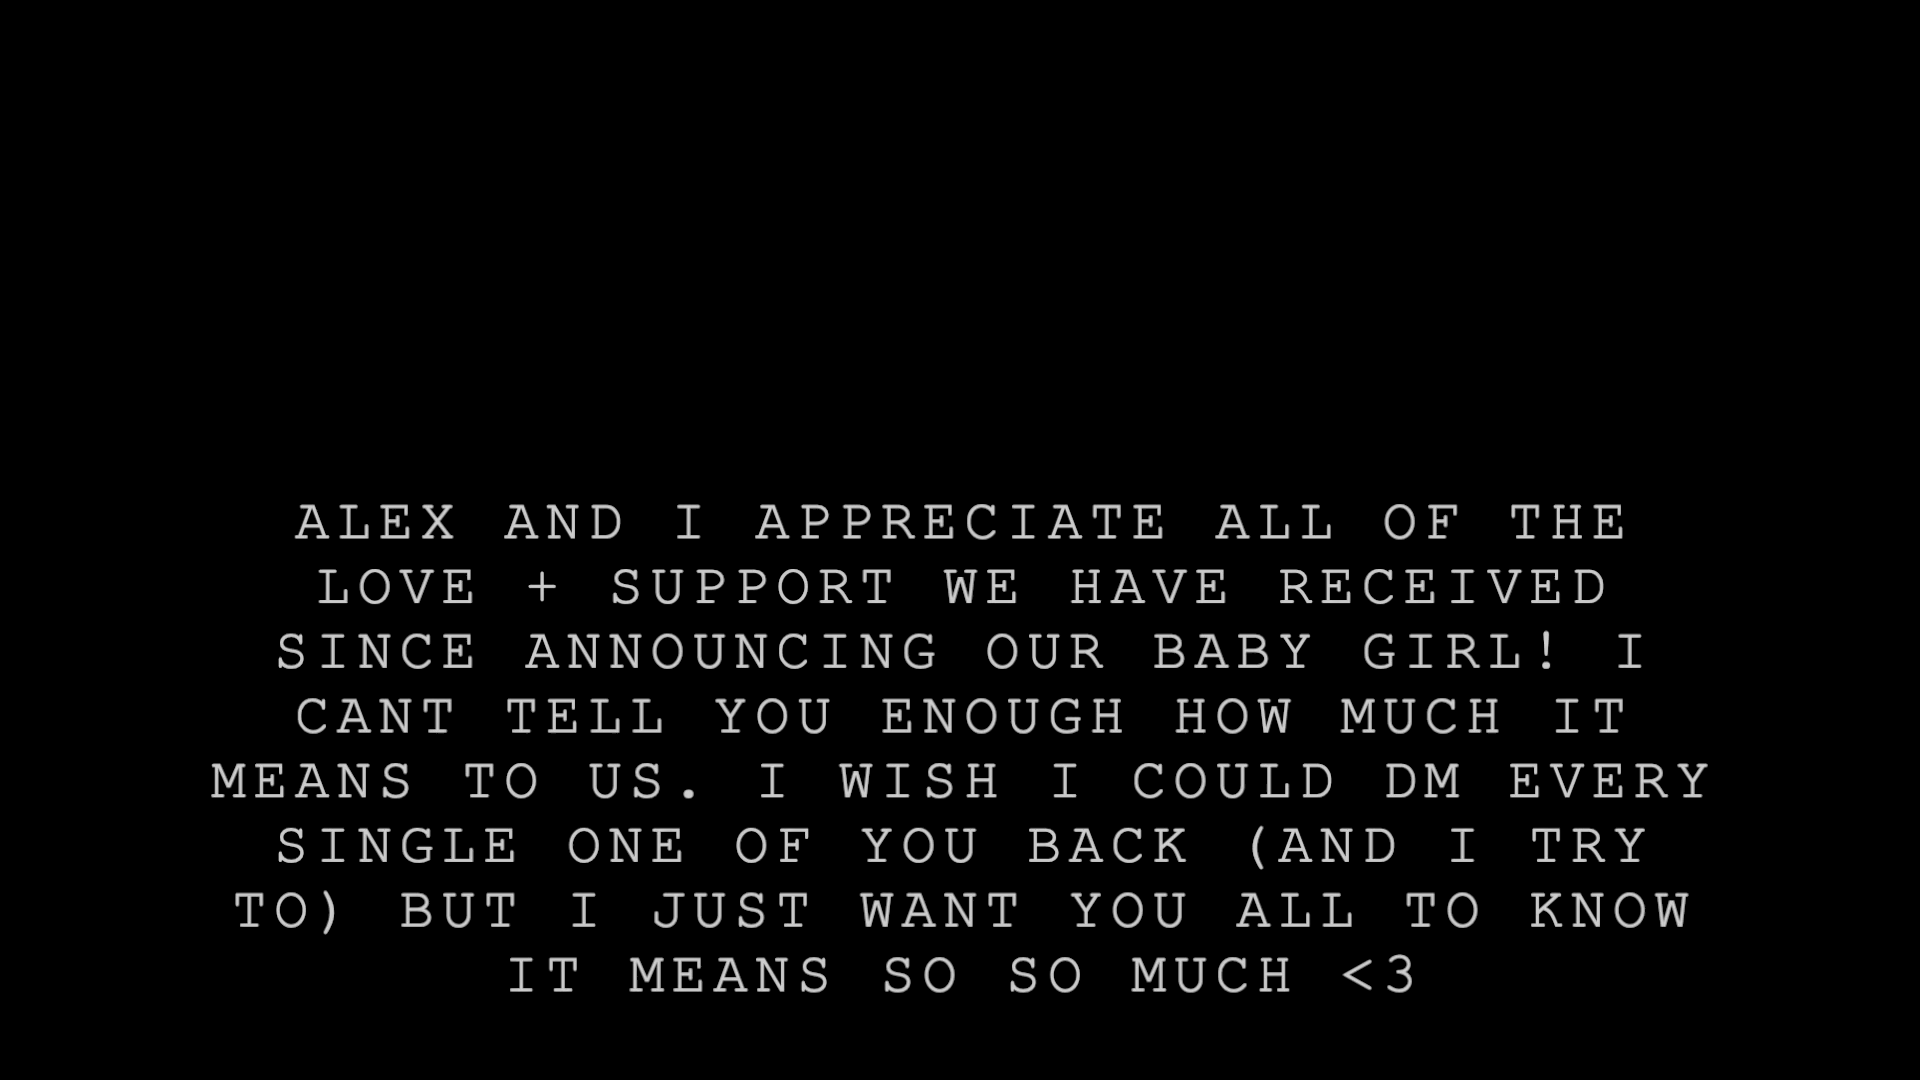 ALEX AND I APPRECIATE ALL OF THE
LOVE + SUPPORT WE HAVE RECEIVED
SINCE ANNOUNCING OUR BABY GIRL! I
CANT TELL YOU ENOUGH HOW MUCH IT
MEANS TO US. I WISH I COULD DM EVERY
SINGLE ONE OF YOU BACK (AND I TRY
TO) BUT I JUST WANT YOU ALL TO KNOW
IT MEANS SO SO MUCH <3